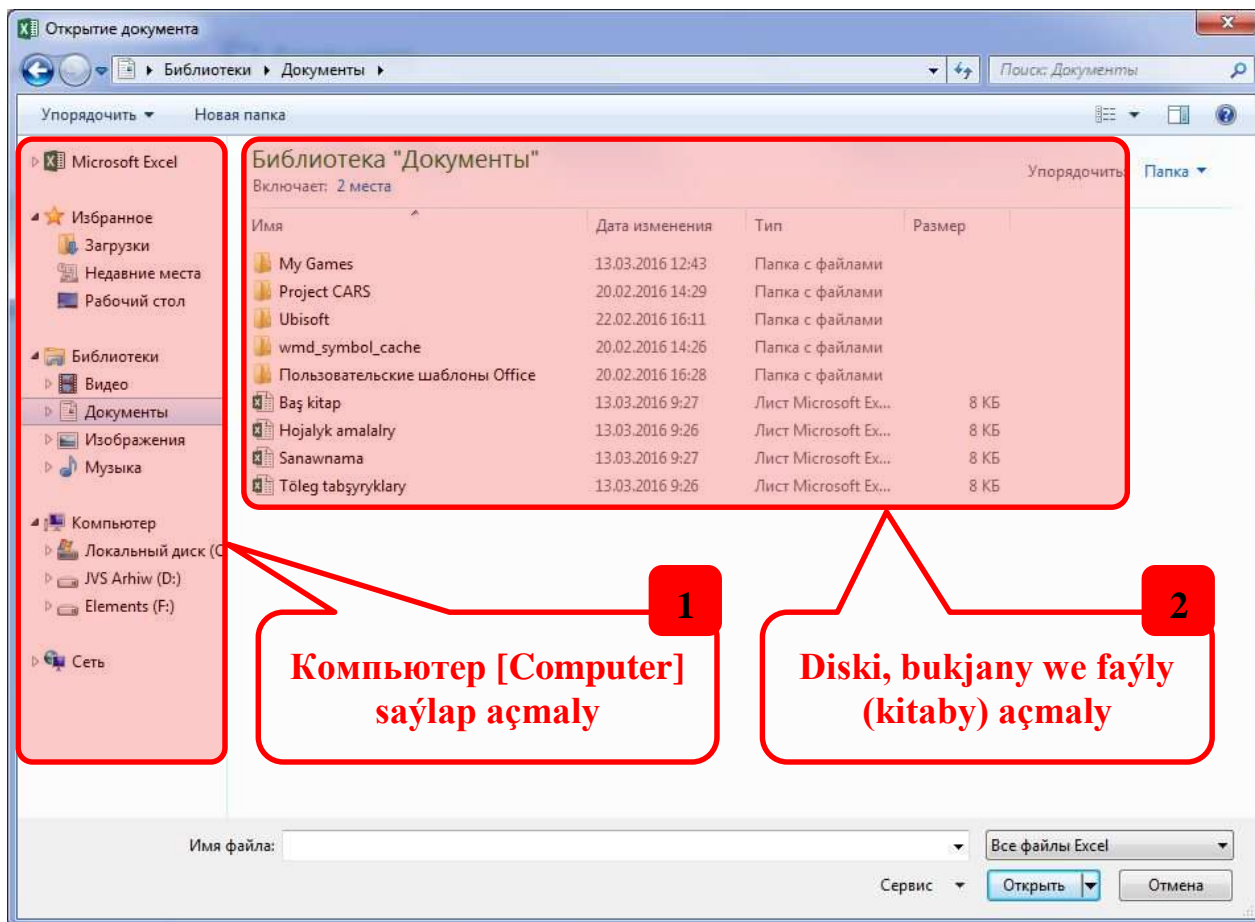 Открытие документа
Библиотеки Документы Поиск: Документы
Упорядочить Новая папка
Microsoft Excel
Избранное
Загрузки
Недавние места
Рабочий стол
Библиотеки
Видео
Документы
Изображения
Музыка
Компьютер
Локальный диск (C
JVS Arhiw (D:)
Elements (F:)
Сеть
Библиотека "Документы"
Включает: 2 места
Упорядочить: Папка
Имя Дата изменения Тип Размер
My Games 13.03.2016 12:43 Папка с файлами
Project CARS 20.02.2016 14:29 Папка с файлами
Ubisoft 22.02.2016 16:11 Папка с файлами
wmd_symbol_cache 20.02.2016 14:26 Папка с файлами
Пользовательские шаблоны Office 20.02.2016 16:28 Папка с файлами
Baş kitap 13.03.2016 9:27 Лист Microsoft Ex... 8 КБ
Hojalyk amalalry 13.03.2016 9:26 Лист Microsoft Ex... 8 КБ
Sanawnama 13.03.2016 9:27 Лист Microsoft Ex... 8 КБ
Töleg tabşyryklary 13.03.2016 9:26 Лист Microsoft Ex... 8 КБ
1
Компьютер [Computer]
saýlap açmaly
2
Diski, bukjany we faýly
(kitaby) açmaly
Имя файла: Все файлы Excel
Сервис Открыть Отмена